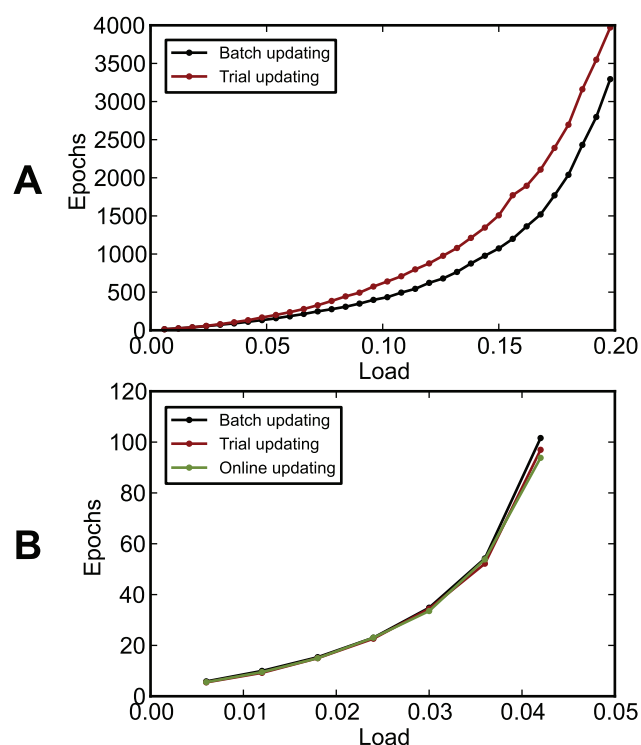 A
Epochs
4000
3500
3000
2500
2000
1500
1000
500
0
Batch updating
Trial updating
0.00 0.05 0.10 0.15 0.20
Load
B
Epochs
120
100
80
60
40
20
0
Batch updating
Trial updating
Online updating
0.00 0.01 0.02 0.03 0.04 0.05
Load